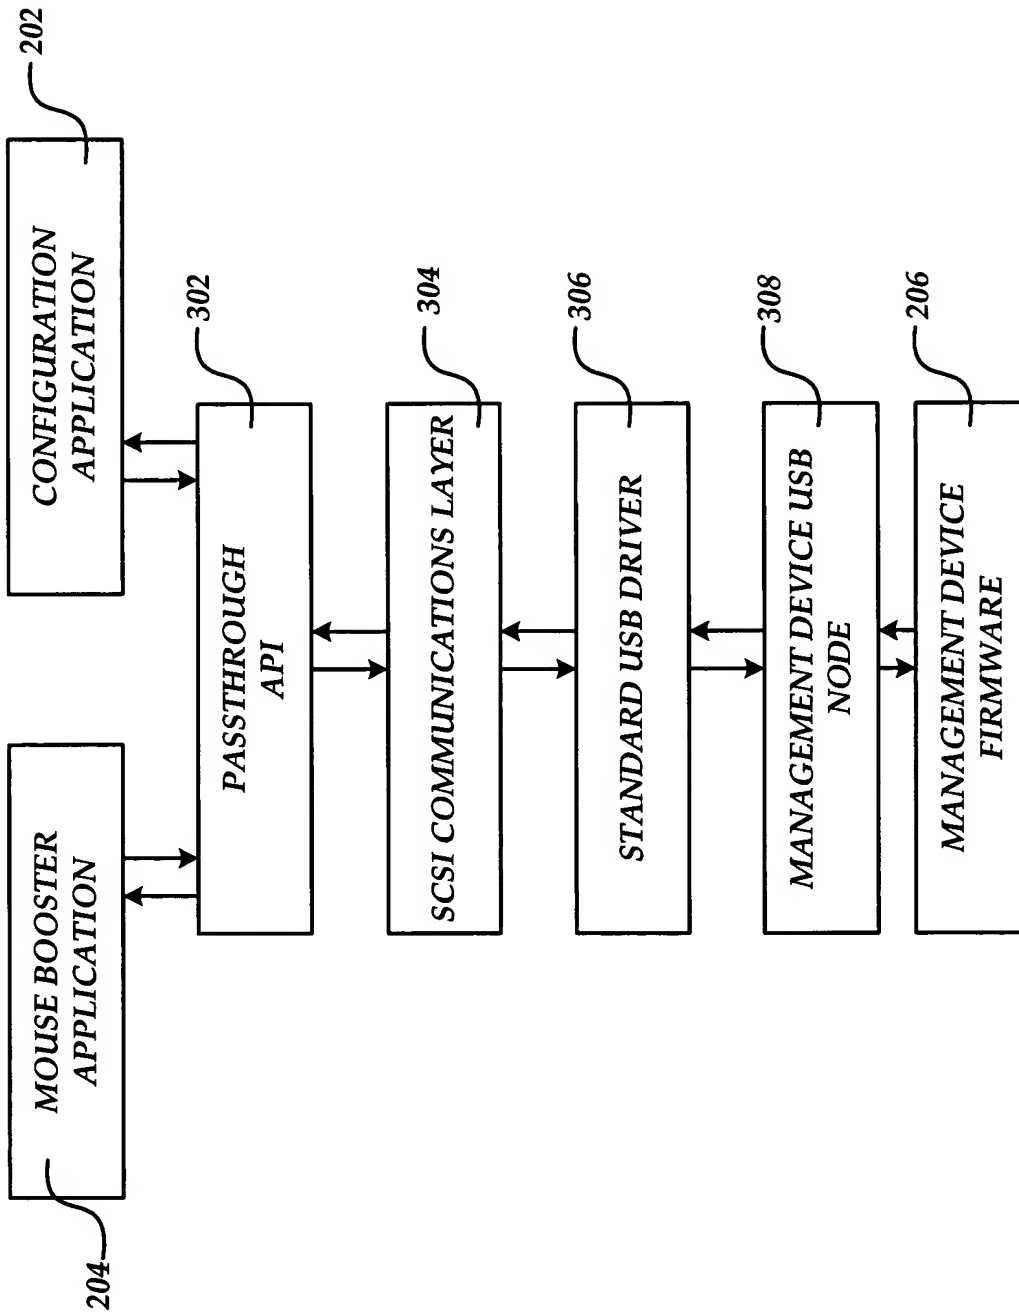 204
MOUSE BOOSTER
APPLICATION
202
CONFIGURATION
APPLICATION
302
PASSTHROUGH
API
304
SCSI COMMUNICATIONS LAYER
306
STANDARD USB DRIVER
308
MANAGEMENT DEVICE USB
NODE
206
MANAGEMENT DEVICE
FIRMWARE